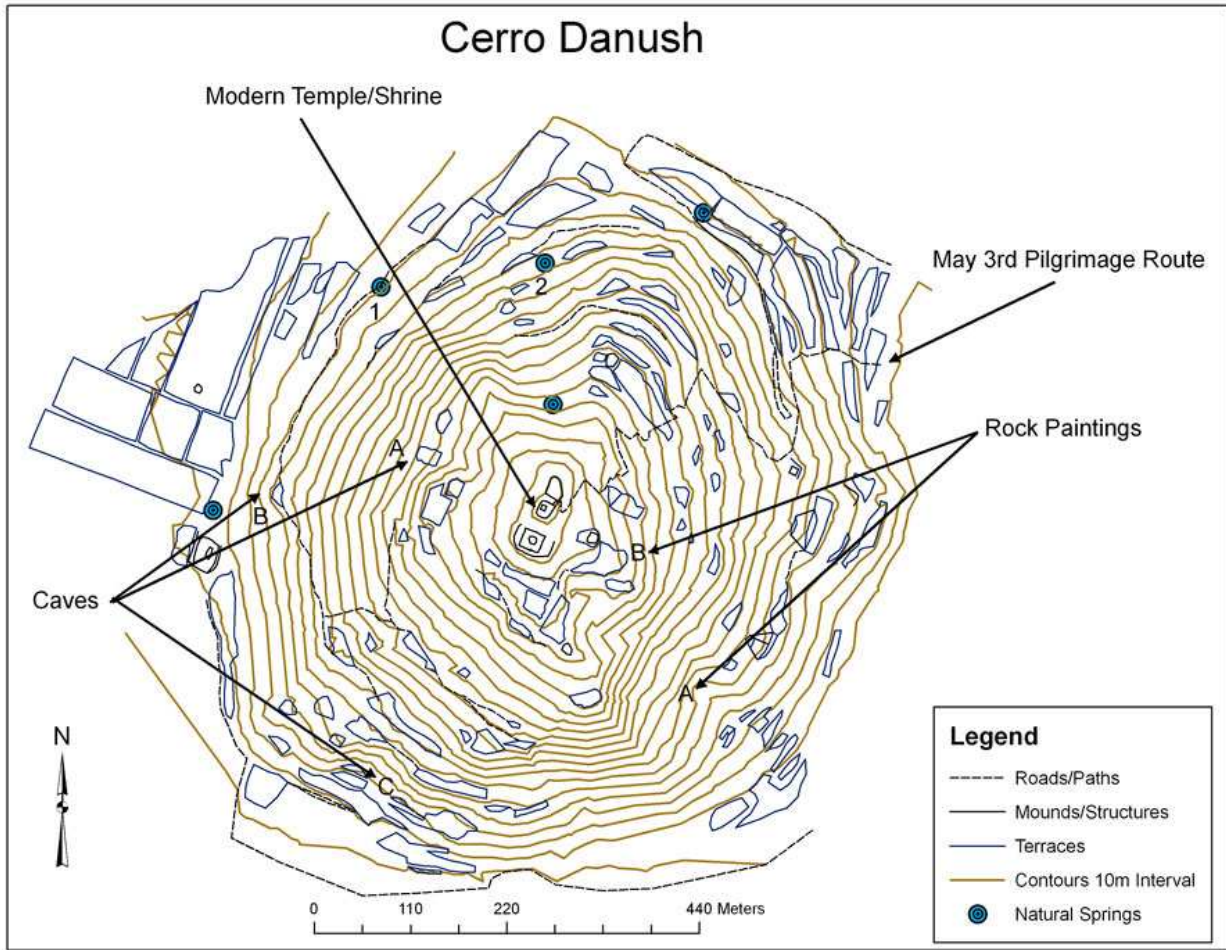 Cerro Danush
Modern Temple/Shrine
1
2
May 3rd Pilgrimage Route
Rock Paintings
A
B
B
Caves
A
C
N
Legend
Roads/Paths
Mounds/Structures
Terraces
Contours 10m Interval
Natural Springs
0 110 220 440 Meters